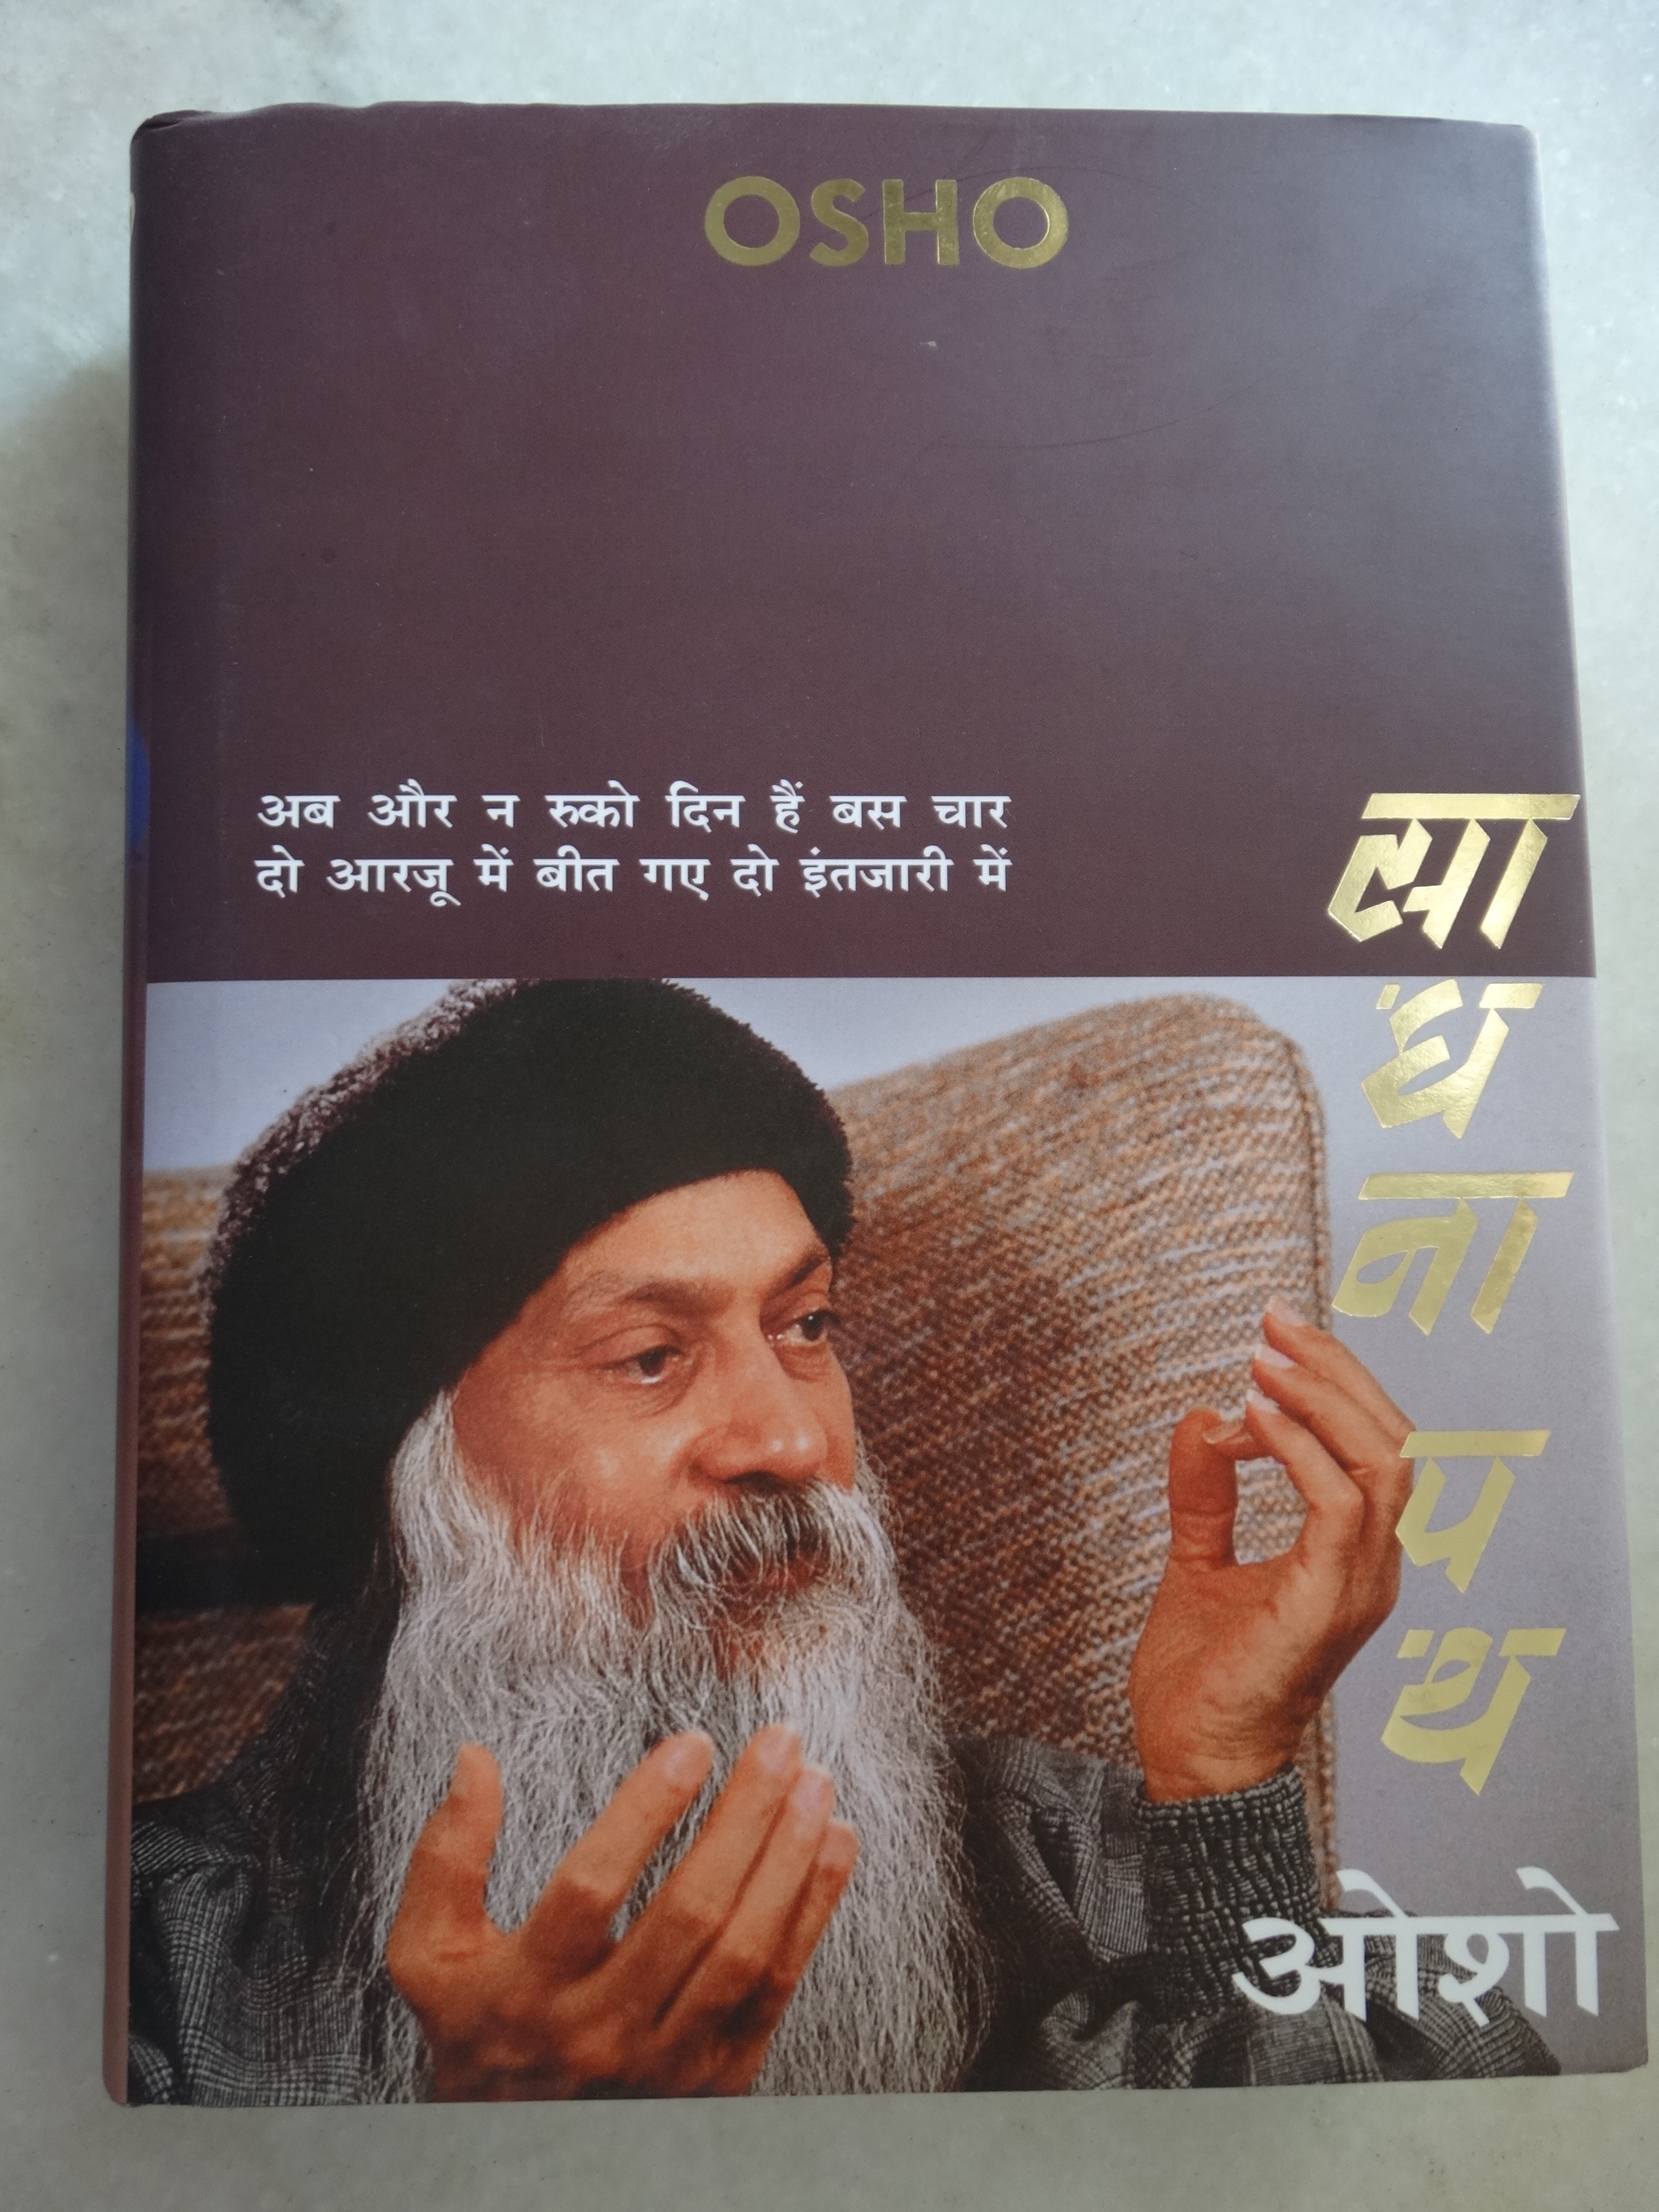 OSHO
अब और न रुको दिन हैं बस चार
दो आरजू में बीत गए दो इंतजारी में
साधना पथ
ओशो